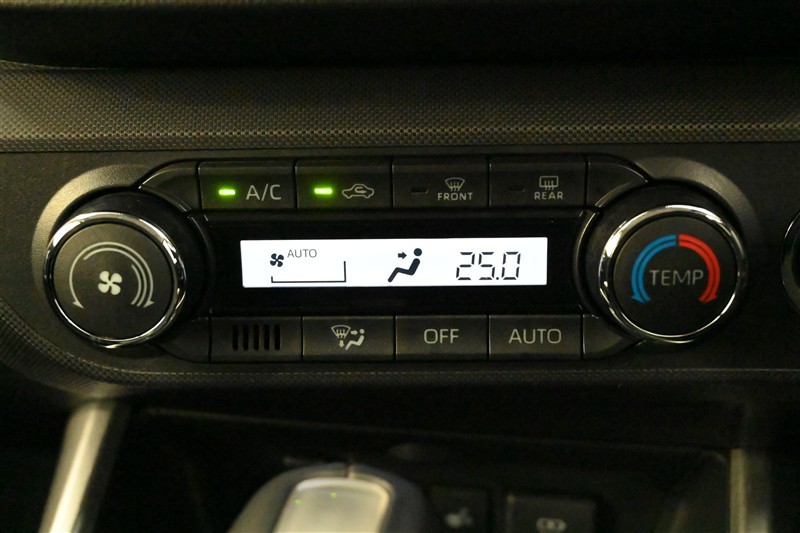 A/C
FRONT
REAR
AUTO
25.0
TEMP
OFF
AUTO